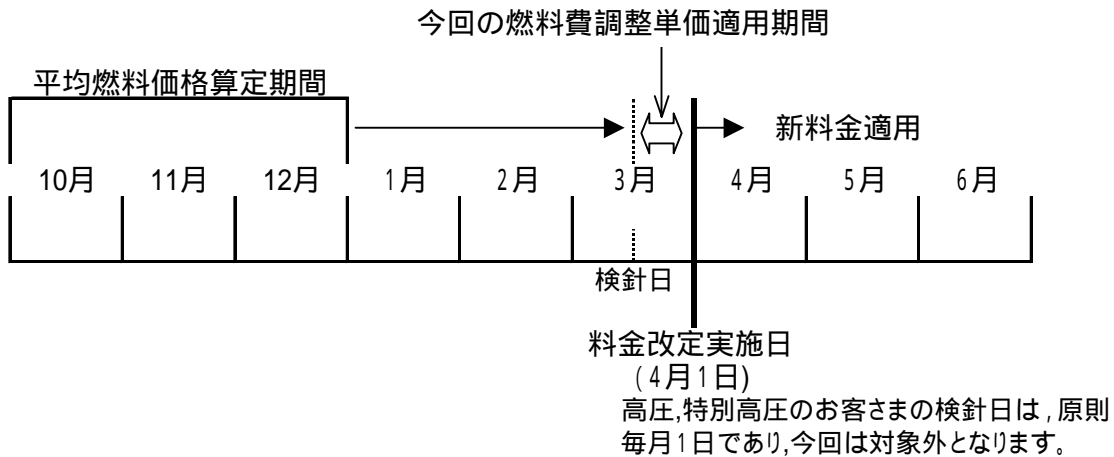 今回の燃料費調整単価適用期間
平均燃料価格算定期間
新料金適用
10月 11月 12月 1月 2月 3月 4月 5月 6月
検針日
料金改定実施日
(4月1日)
高圧,特別高圧のお客さまの検針日は,原則
毎月1日であり,今回は対象外となります。